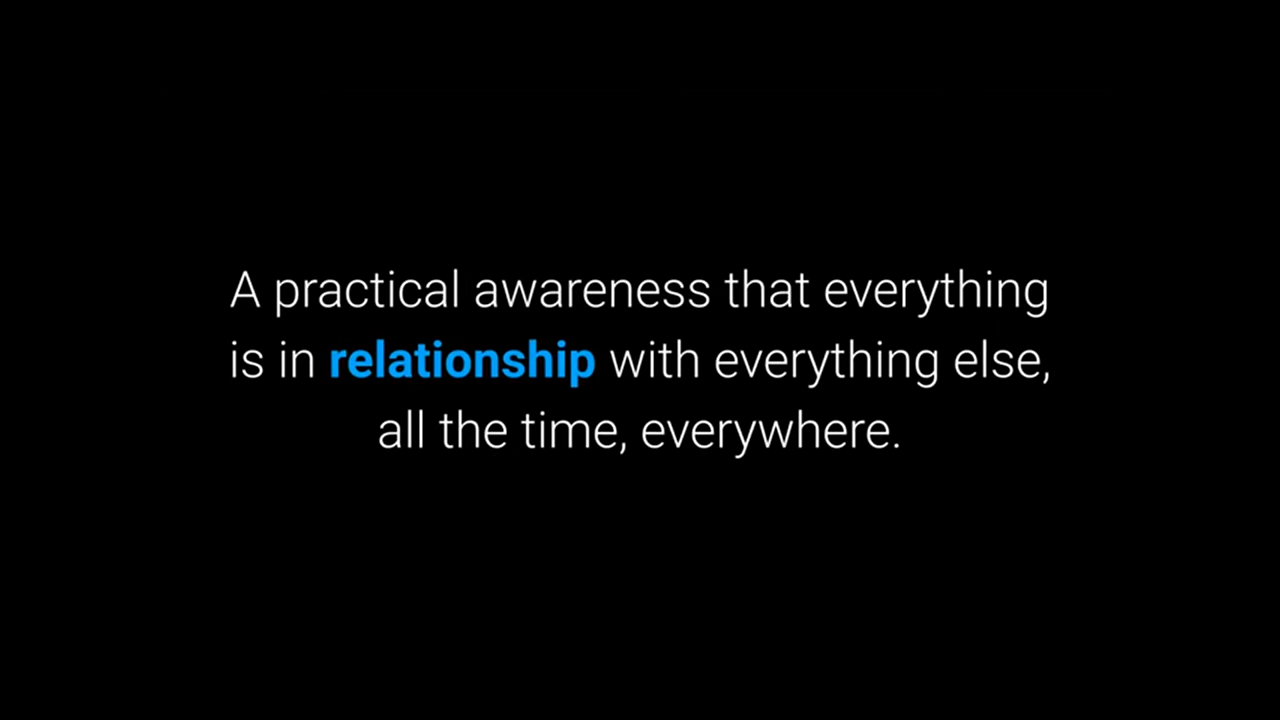 A practical awareness that everything
is in relationship with everything else,
all the time, everywhere.